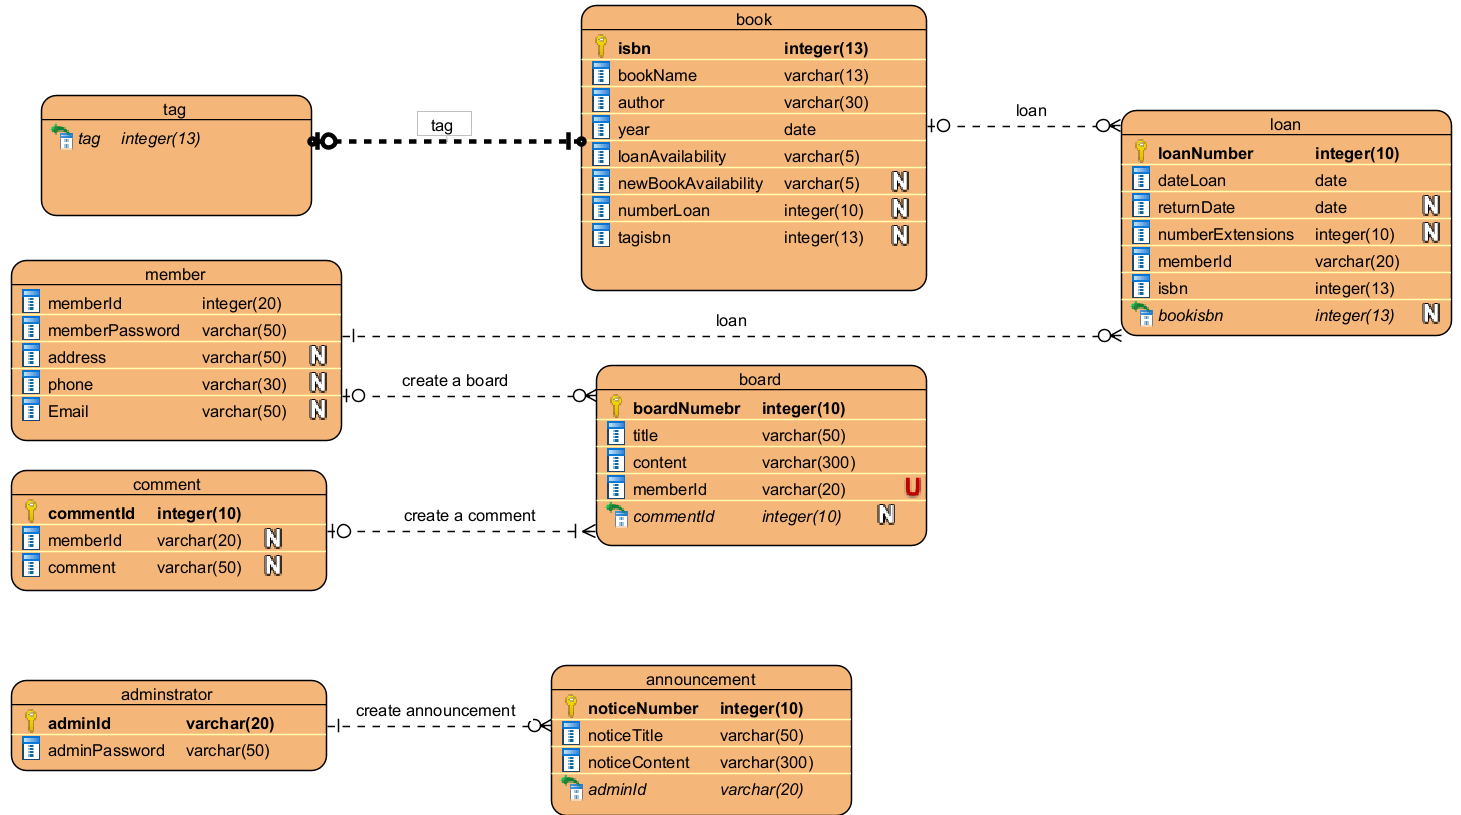 book
isbn integer(13)
bookName varchar(13)
author varchar(30)
year date
loanAvailability varchar(5)
newBookAvailability varchar(5) N
numberLoan integer(10) N
tagisbn integer(13) N
tag
tag integer(13)
tag
loan
loan
loanNumber integer(10)
dateLoan date
returnDate date N
numberExtensions integer(10) N
memberId varchar(20)
isbn integer(13)
bookisbn integer(13) N
member
memberId integer(20)
memberPassword varchar(50)
address varchar(50) N
phone varchar(30) N
Email varchar(50) N
loan
create a board
board
boardNumebr integer(10)
title varchar(50)
content varchar(300)
memberId varchar(20) U
commentId integer(10) N
comment
commentId integer(10)
memberId varchar(20) N
comment varchar(50) N
create a comment
adminstrator
adminId varchar(20)
adminPassword varchar(50)
create announcement
announcement
noticeNumber integer(10)
noticeTitle varchar(50)
noticeContent varchar(300)
adminId varchar(20)